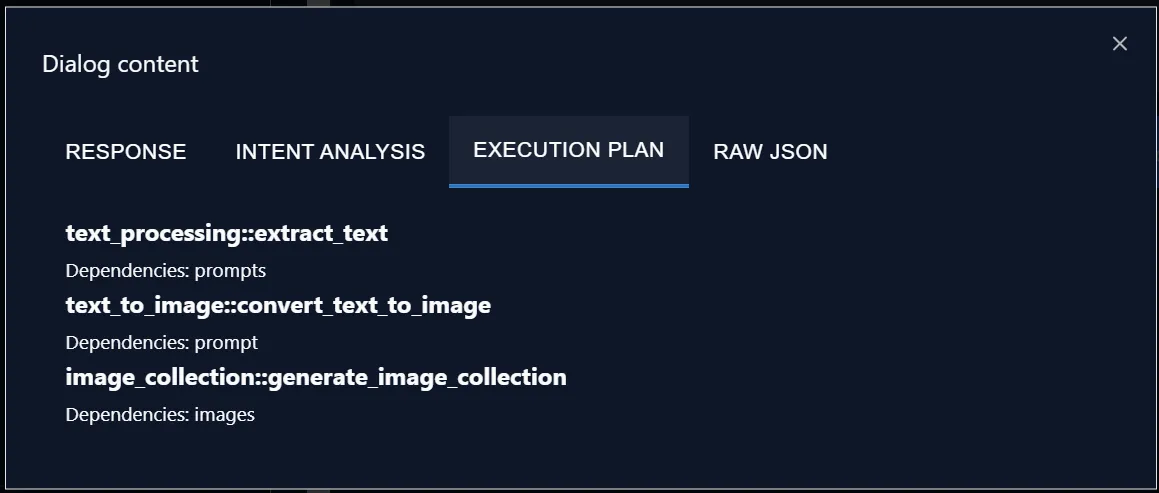 Dialog content
RESPONSE INTENT ANALYSIS EXECUTION PLAN RAW JSON
text_processing::extract_text
Dependencies: prompts
text_to_image::convert_text_to_image
Dependencies: prompt
image_collection::generate_image_collection
Dependencies: images